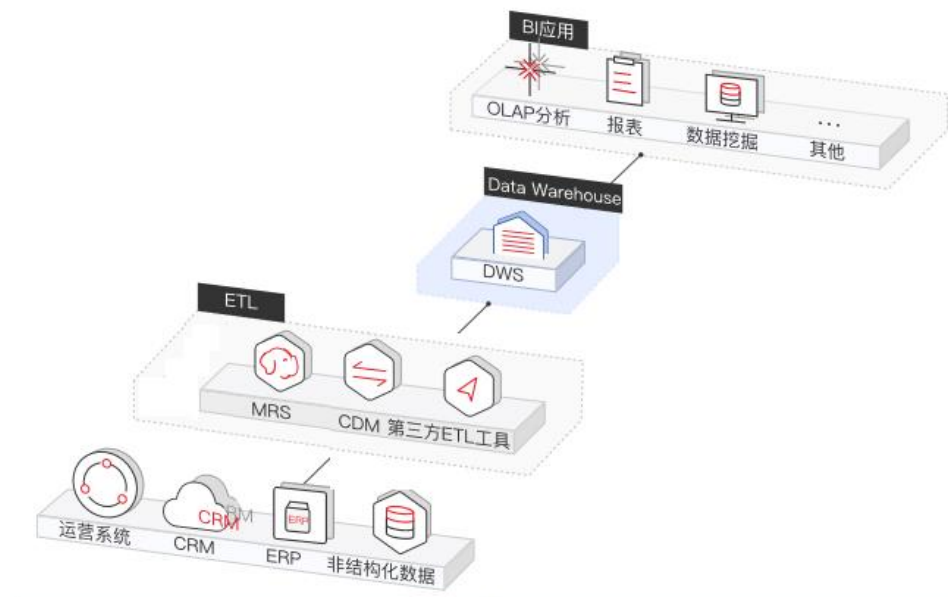 BI应用
OLAP分析
报表
数据挖掘
...
其他
Data Warehouse
DWS
ETL
MRS
CDM
第三方ETL工具
CRM
RM
ERP
运营系统
CRM
ERP
非结构化数据